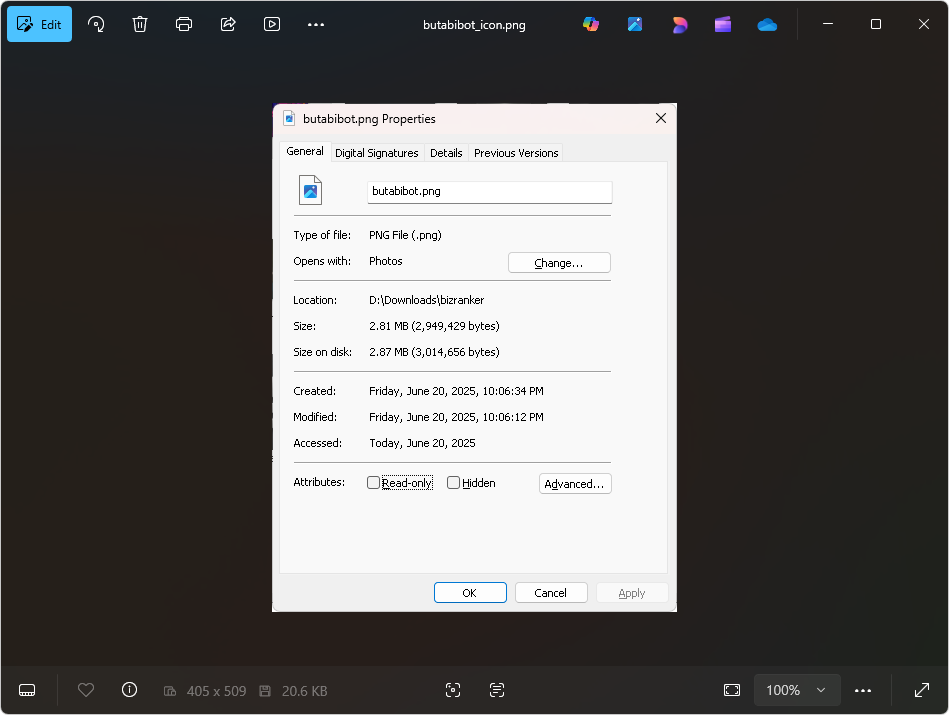 Edit
butabibot_icon.png
butabibot.png Properties
General
Digital Signatures
Details
Previous Versions
butabibot.png
Type of file: PNG File (.png)
Opens with: Photos
Change...
Location: D:\Downloads\bizranker
Size: 2.81 MB (2,949,429 bytes)
Size on disk: 2.87 MB (3,014,656 bytes)
Created: Friday, June 20, 2025, 10:06:34 PM
Modified: Friday, June 20, 2025, 10:06:12 PM
Accessed: Today, June 20, 2025
Attributes: Read-only Hidden Advanced...
OK Cancel Apply
405 x 509 20.6 KB 100%